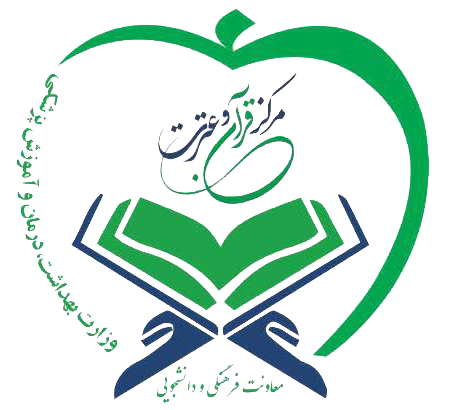 مرکز قرآن و عترت
وزارت بهداشت، درمان و آموزش پزشکی
معاونت فرهنگی و دانشجویی